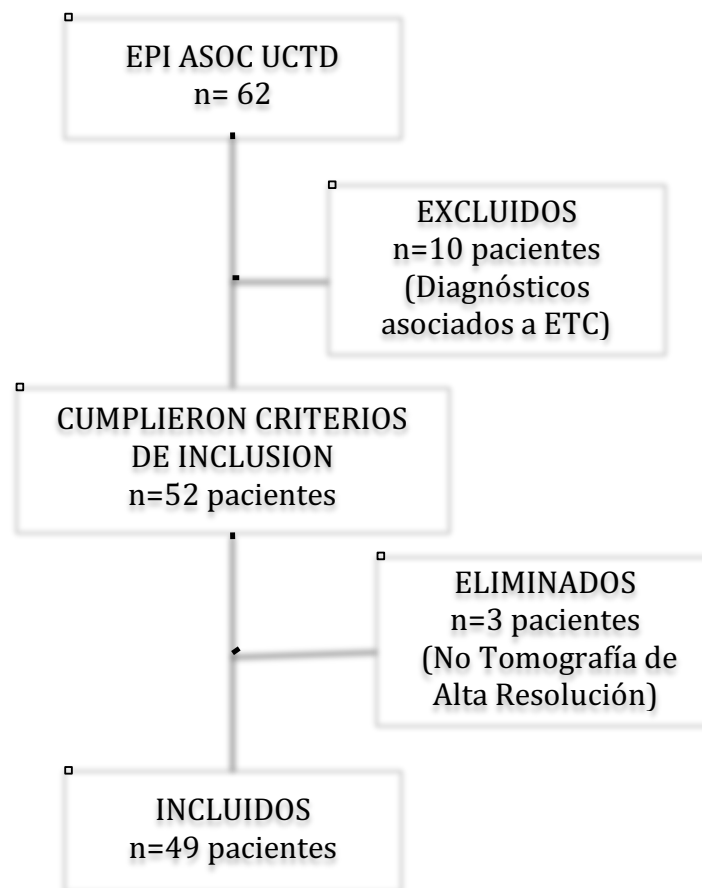 EPI ASOC UCTD
n= 62
EXCLUIDOS
n=10 pacientes
(Diagnósticos
asociados a ETC)
CUMPLIERON CRITERIOS
DE INCLUSION
n=52 pacientes
ELIMINADOS
n=3 pacientes
(No Tomografía de
Alta Resolución)
INCLUIDOS
n=49 pacientes